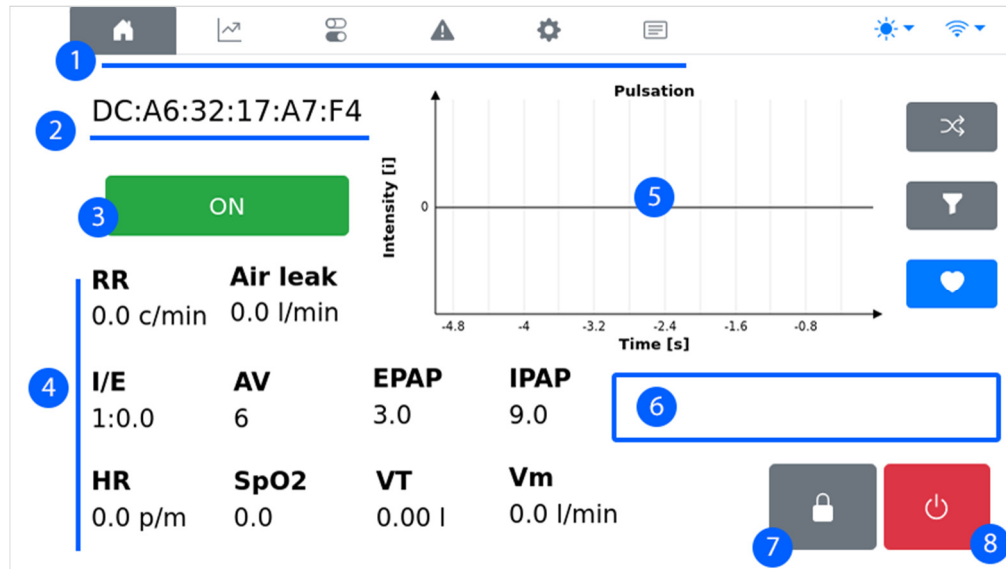 1
Pulsation
DC:A6:32:17:A7:F4
2
Intensity [i]
0
5
3
ON
-4.8 -4 -3.2 -2.4 -1.6 -0.8
Time [s]
RR Air leak
0.0 c/min 0.0 l/min
4
I/E AV EPAP IPAP
1:0.0 6 3.0 9.0
6
HR SpO2 VT Vm
0.0 p/m 0.0 0.00 l 0.0 l/min
7
8